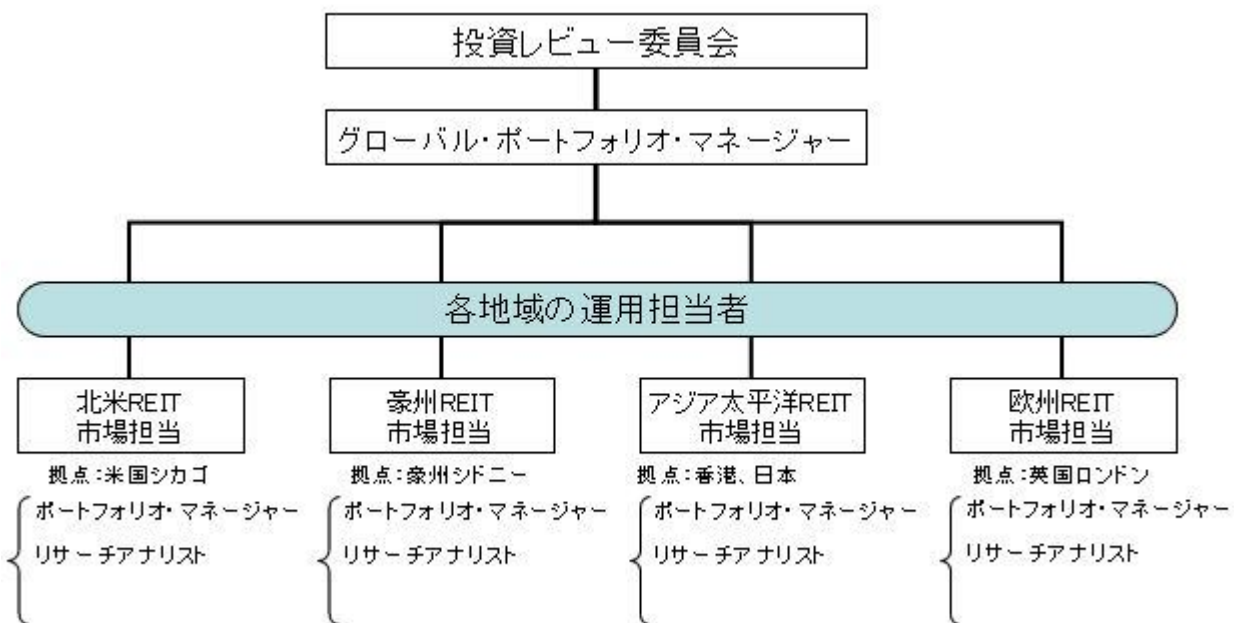 投資レビュー委員会
グローバル・ポートフォリオ・マネージャー
各地域の運用担当者
北米REIT
市場担当
拠点：米国シカゴ
ポートフォリオ・マネージャー
リサーチアナリスト
豪州REIT
市場担当
拠点：豪州シドニー
ポートフォリオ・マネージャー
リサーチアナリスト
アジア太平洋REIT
市場担当
拠点：香港、日本
ポートフォリオ・マネージャー
リサーチアナリスト
欧州REIT
市場担当
拠点：英国ロンドン
ポートフォリオ・マネージャー
リサーチアナリスト